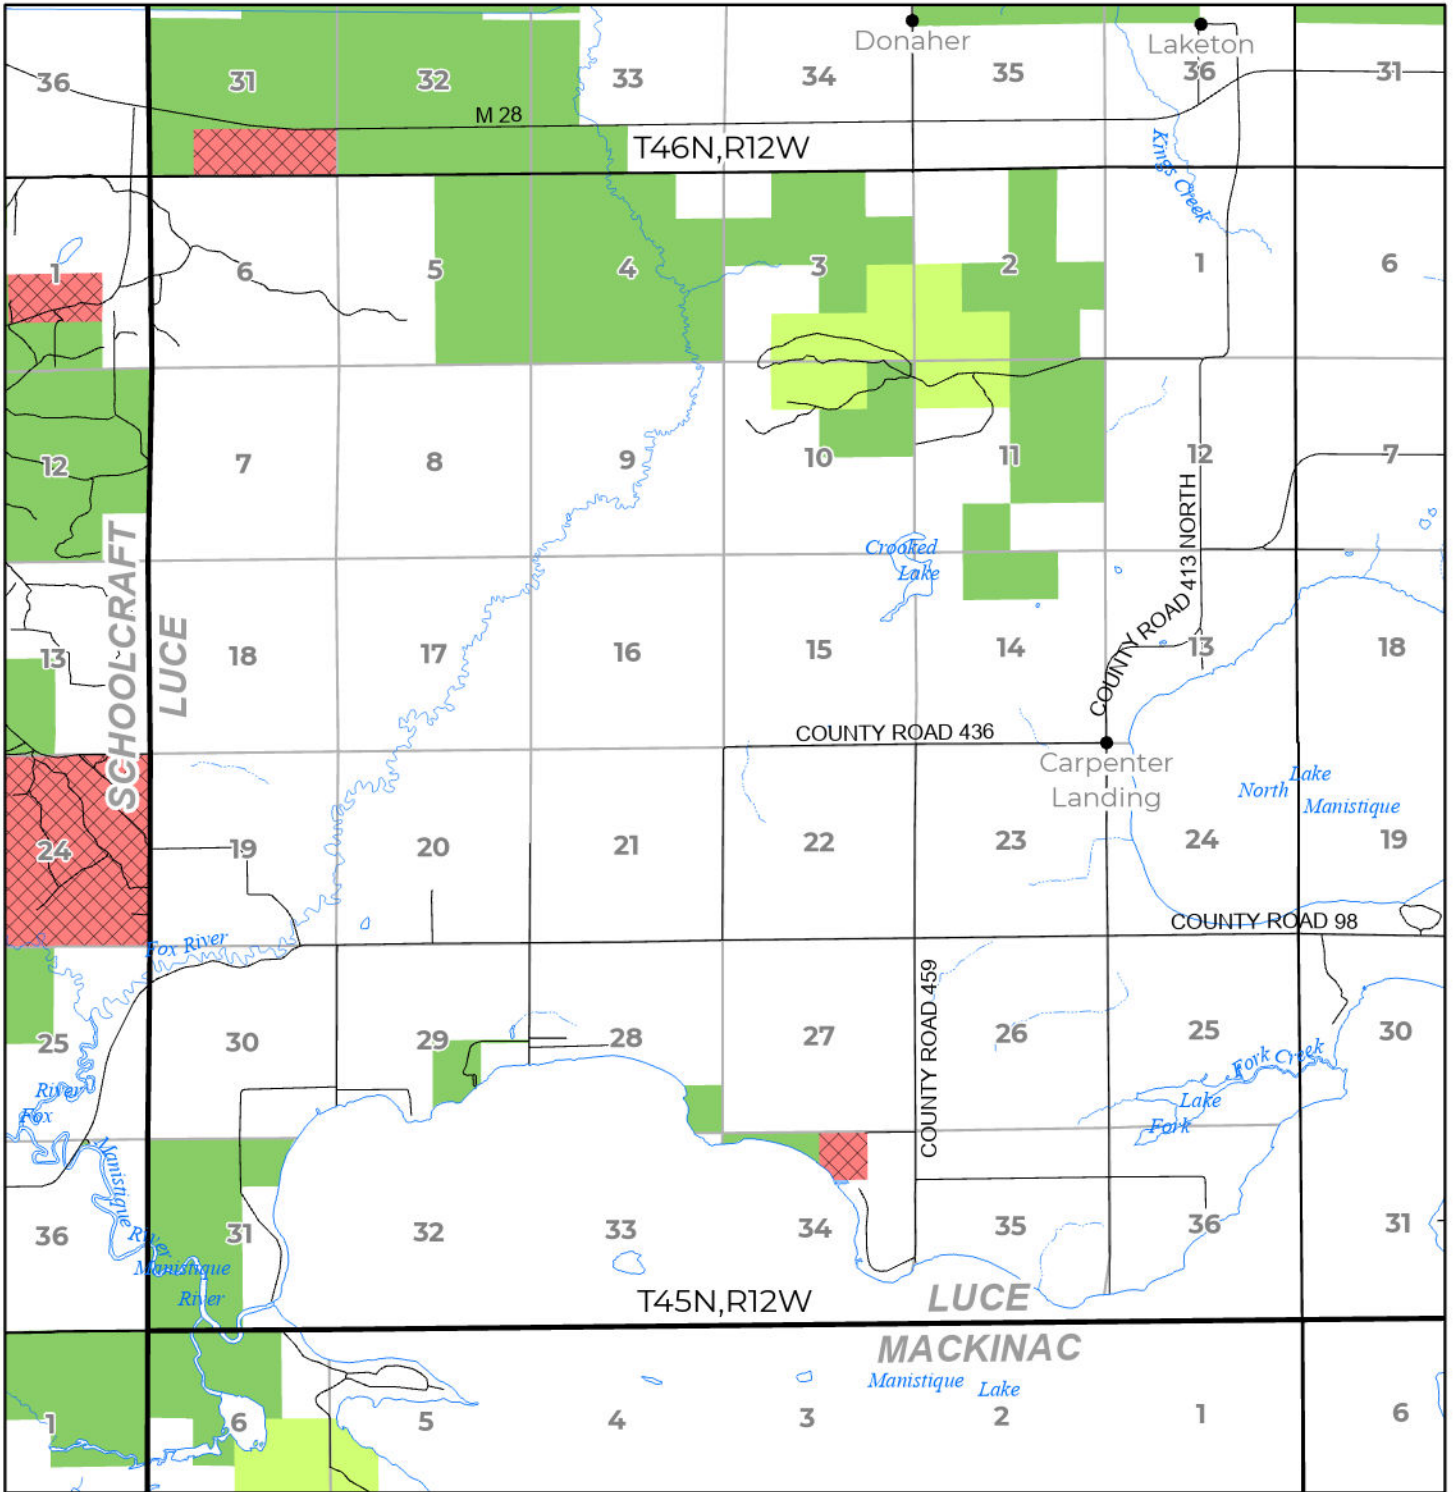 Donaher
Laketon
36
31
32
33
34
35
36
31
M 28
T46N,R12W
Kings Creek
1
6
5
4
3
2
1
6
12
7
8
9
10
11
12
7
COUNTY ROAD 413 NORTH
Crooked
Lake
SCHOOLCRAFT
LUCE
13
18
17
16
15
14
13
18
COUNTY ROAD 436
Carpenter
Landing
Lake
North
Manistique
24
19
20
21
22
23
24
19
COUNTY ROAD 98
Fox River
COUNTY ROAD 459
25
30
29
28
27
26
25
30
Fork Creek
River
Fox
Lake
Fork
Manistique
River
36
31
32
33
34
35
36
31
Manistique
River
T45N,R12W
LUCE
MACKINAC
Manistique
Lake
1
6
5
4
3
2
1
6